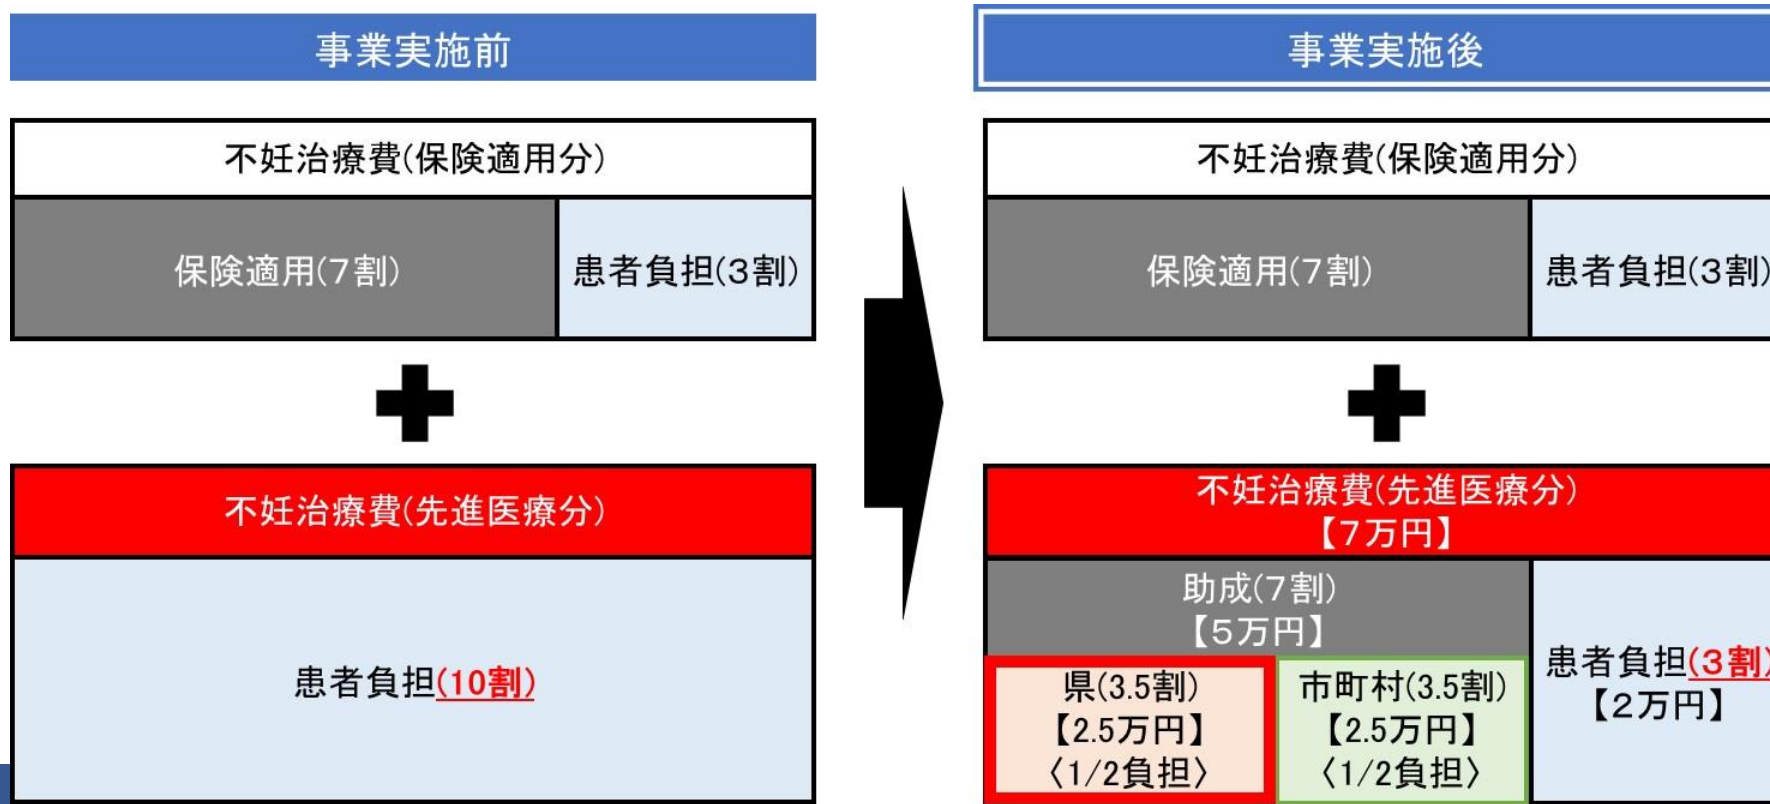 事業実施前
不妊治療費(保険適用分)
保険適用(7割)
患者負担(3割)
不妊治療費(先進医療分)
患者負担(10割)
事業実施後
不妊治療費(保険適用分)
保険適用(7割)
患者負担(3割)
不妊治療費(先進医療分)
【7万円】
助成(7割)
【5万円】
県(3.5割)
【2.5万円】
〈1/2負担〉
市町村(3.5割)
【2.5万円】
〈1/2負担〉
患者負担(3割)
【2万円】